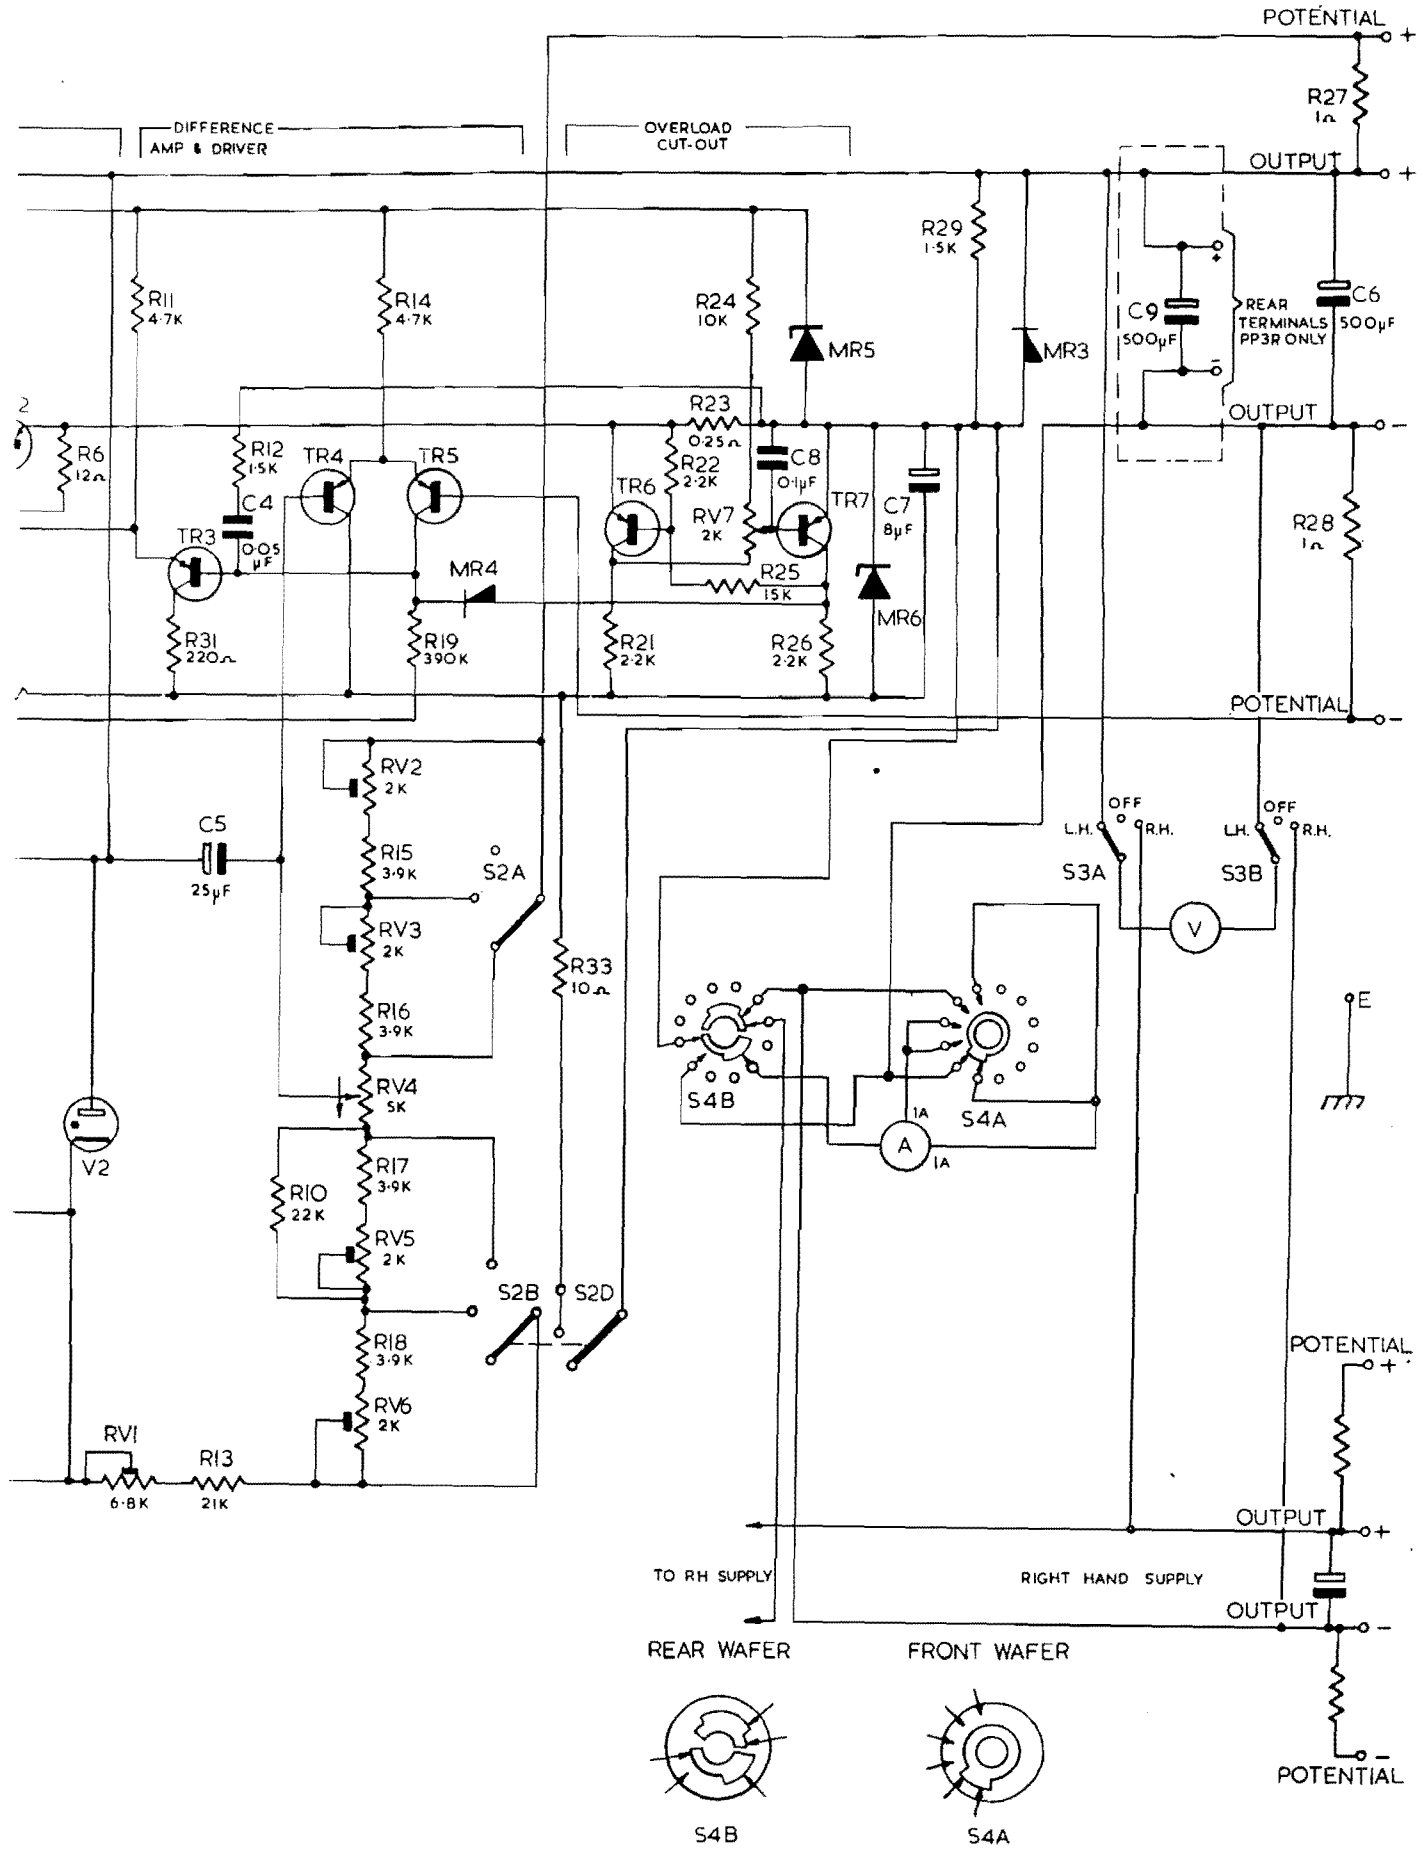 POTENTIAL
+
R27
1Ω
DIFFERENCE
AMP & DRIVER
OVERLOAD
CUT-OUT
OUTPUT
+
+
R29
1·5K
R11
4·7K
R14
4·7K
R24
10K
MR5
MR3
C9
500µF
+
-
REAR
TERMINALS
PP3R ONLY
C6
500µF
2
R6
12Ω
R12
1·5K
C4
0·05
µF
TR3
TR4
TR5
R23
0·25Ω
R22
2·2K
C8
0·1µF
TR6
RV7
2K
TR7
C7
8µF
OUTPUT
-
R28
1Ω
MR4
R25
15K
MR6
R31
220Ω
R19
390K
R21
2·2K
R26
2·2K
POTENTIAL
-
RV2
2K
C5
25µF
R15
3·9K
S2A
OFF
L.H.
R.H.
S3A
OFF
L.H.
R.H.
S3B
V
RV3
2K
R33
10Ω
R16
3·9K
E
RV4
5K
S4B
S4A
1A
A
1A
V2
R17
3·9K
R10
22K
RV5
2K
S2B
S2D
R18
3·9K
RV6
2K
RV1
6·8K
R13
21K
POTENTIAL
+
OUTPUT
+
TO RH SUPPLY
RIGHT HAND SUPPLY
OUTPUT
-
REAR WAFER
FRONT WAFER
-
POTENTIAL
S4B
S4A